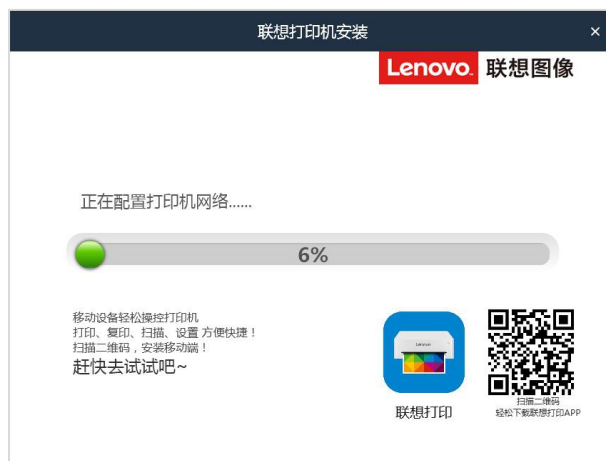 联想打印机安装
×
Lenovo. 联想图像
正在配置打印机网络......
6%
移动设备轻松操控打印机
打印、复印、扫描、设置 方便快捷！
扫描二维码，安装移动端！
赶快去试试吧~
Lenovo
联想打印
扫描二维码
轻松下载联想打印APP